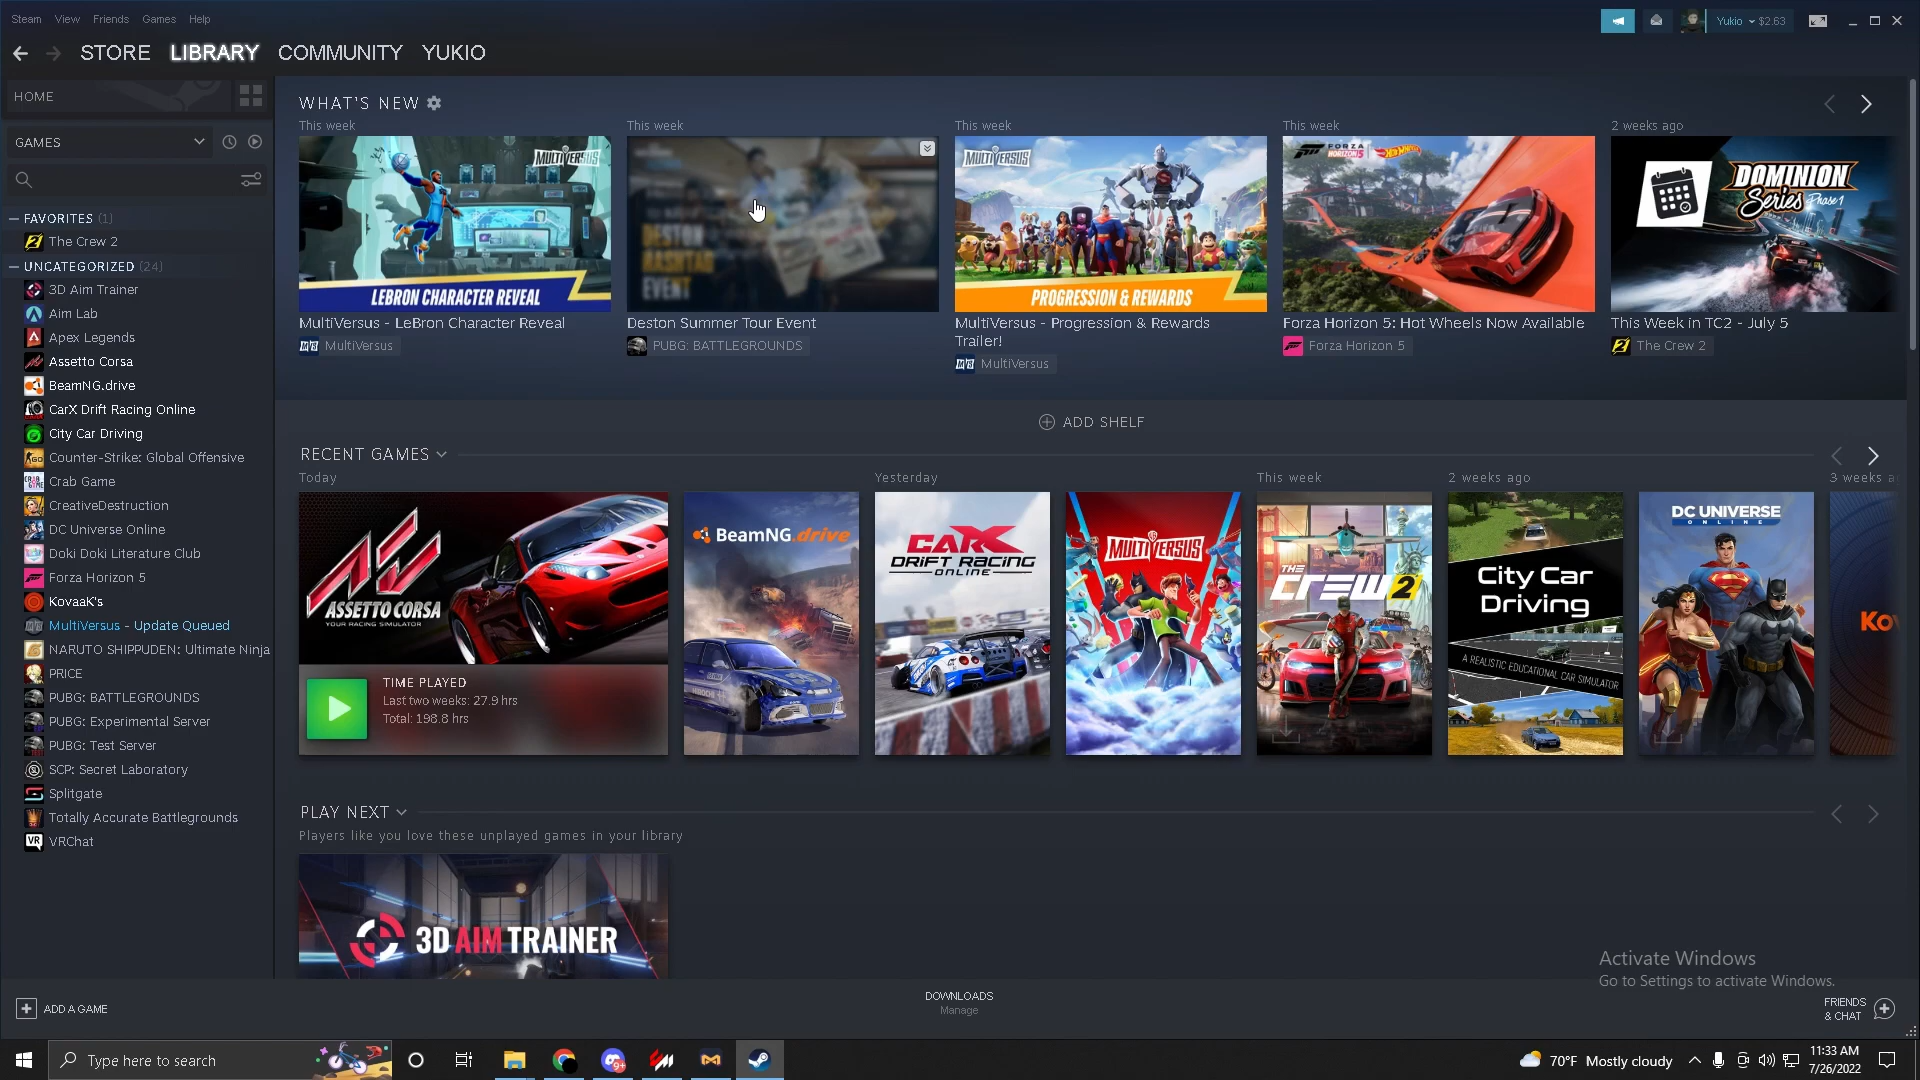 Steam View Friends Games Help
Yukio $2.63
STORE LIBRARY COMMUNITY YUKIO
HOME
GAMES
FAVORITES (1)
The Crew 2
UNCATEGORIZED (24)
3D Aim Trainer
Aim Lab
Apex Legends
Assetto Corsa
BeamNG.drive
CarX Drift Racing Online
City Car Driving
Counter-Strike: Global Offensive
Crab Game
CreativeDestruction
DC Universe Online
Doki Doki Literature Club
Forza Horizon 5
KovaaK's
MultiVersus - Update Queued
NARUTO SHIPPUDEN: Ultimate Ninja
PRICE
PUBG: BATTLEGROUNDS
PUBG: Experimental Server
PUBG: Test Server
SCP: Secret Laboratory
Splitgate
Totally Accurate Battlegrounds
VRChat
ADD A GAME
WHAT'S NEW
This week
MULTIVERSUS
LEBRON CHARACTER REVEAL
MultiVersus - LeBron Character Reveal
MultiVersus
This week
DESTON
HASHTAG
EVENT
Deston Summer Tour Event
PUBG: BATTLEGROUNDS
This week
MULTIVERSUS
PROGRESSION & REWARDS
MultiVersus - Progression & Rewards
Trailer!
MultiVersus
This week
FORZA
HORIZON 5
Hot Wheels
Forza Horizon 5: Hot Wheels Now Available
Forza Horizon 5
2 weeks ago
DOMINION
Series Phase 1
This Week in TC2 - July 5
The Crew 2
ADD SHELF
RECENT GAMES
Today
ASSETTO CORSA
YOUR RACING SIMULATOR
TIME PLAYED
Last two weeks: 27.9 hrs
Total: 198.8 hrs
BeamNG.drive
Yesterday
CARX
DRIFT RACING
ONLINE
MULTIVERSUS
This week
THE
CREW 2
2 weeks ago
City Car
Driving
A REALISTIC EDUCATIONAL CAR SIMULATOR
DC UNIVERSE
ONLINE
3 weeks a
Ko
PLAY NEXT
Players like you love these unplayed games in your library
3D AIM TRAINER
Activate Windows
Go to Settings to activate Windows.
DOWNLOADS
Manage
FRIENDS
& CHAT
Type here to search
9+
70°F Mostly cloudy
11:33 AM
7/26/2022